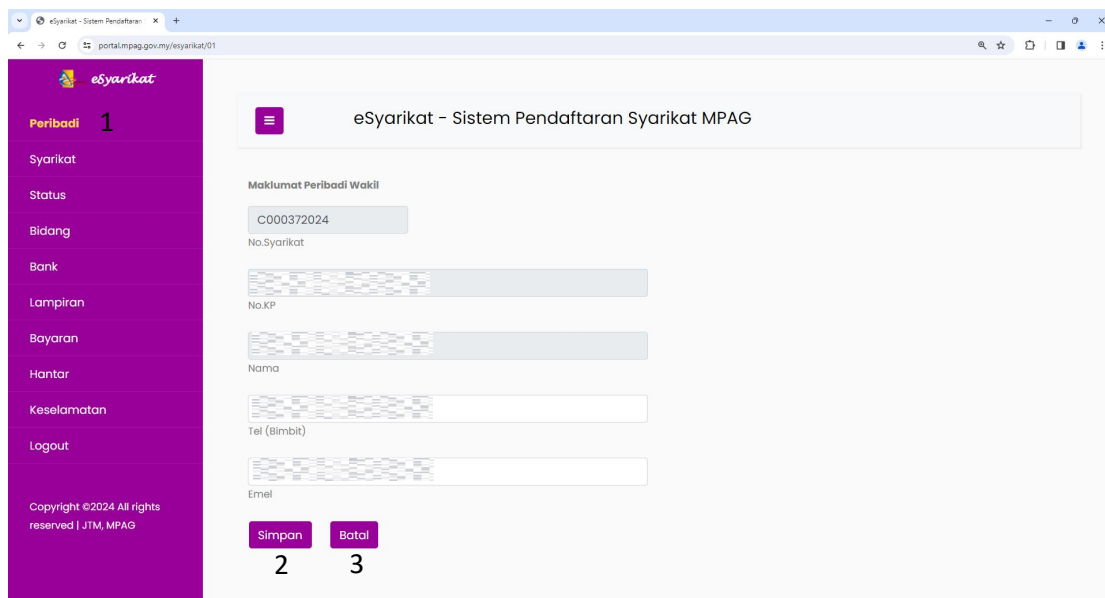 eSyarikat - Sistem Pendaftaran
portal.mpag.gov.my/esyarikat/01
eSyarikat
Peribadi 1
Syarikat
Status
Bidang
Bank
Lampiran
Bayaran
Hantar
Keselamatan
Logout
Copyright ©2024 All rights
reserved | JTM, MPAG
eSyarikat - Sistem Pendaftaran Syarikat MPAG
Maklumat Peribadi Wakil
C000372024
No.Syarikat
No.KP
Nama
Tel (Bimbit)
Emel
Simpan Batal
2 3